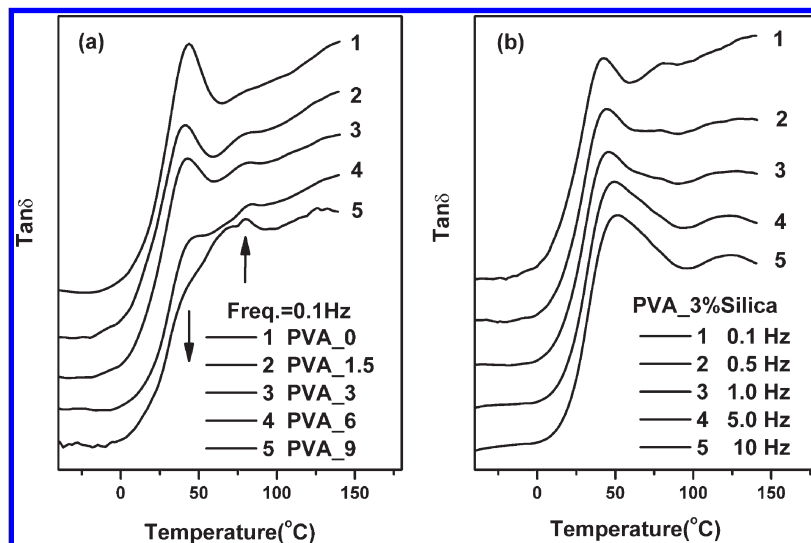 (a)
1
2
3
4
5
Freq.=0.1Hz
1 PVA_0
2 PVA_1.5
3 PVA_3
4 PVA_6
5 PVA_9
Tanδ
0 50 100 150
Temperature(°C)
(b)
1
2
3
4
5
PVA_3%Silica
1 0.1 Hz
2 0.5 Hz
3 1.0 Hz
4 5.0 Hz
5 10 Hz
Tanδ
0 50 100 150
Temperature(°C)